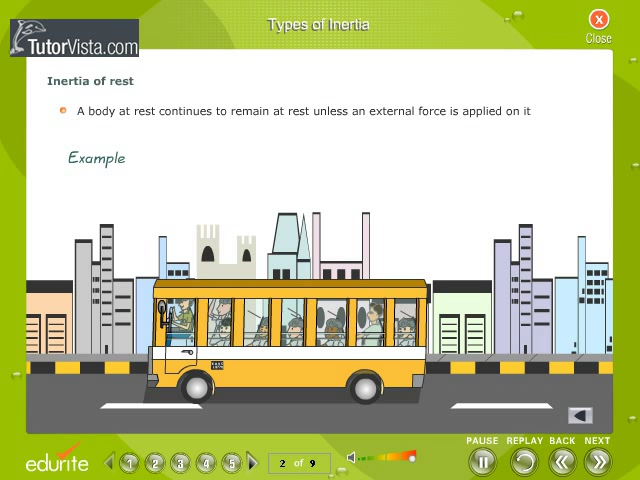 Types of Inertia
TutorVista.com
Close
Inertia of rest
A body at rest continues to remain at rest unless an external force is applied on it
Example
PAUSE REPLAY BACK NEXT
edurite
1 2 3 4 5
2 of 9